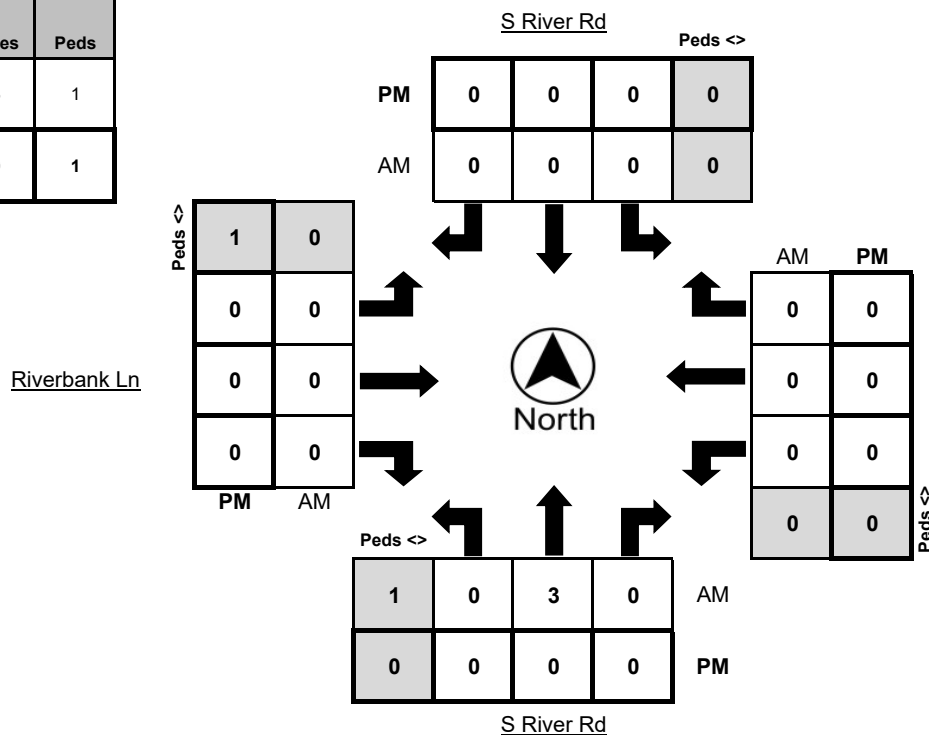 S River Rd
Peds
Peds <>
PM 0 0 0 0
1
AM 0 0 0 0
1
Peds <>
1 0
AM PM
0 0
0 0
Riverbank Ln
0 0
0 0
North
0 0
0 0
PM AM
0 0
Peds <>
Peds <>
1 0 3 0 AM
0 0 0 0 PM
S River Rd